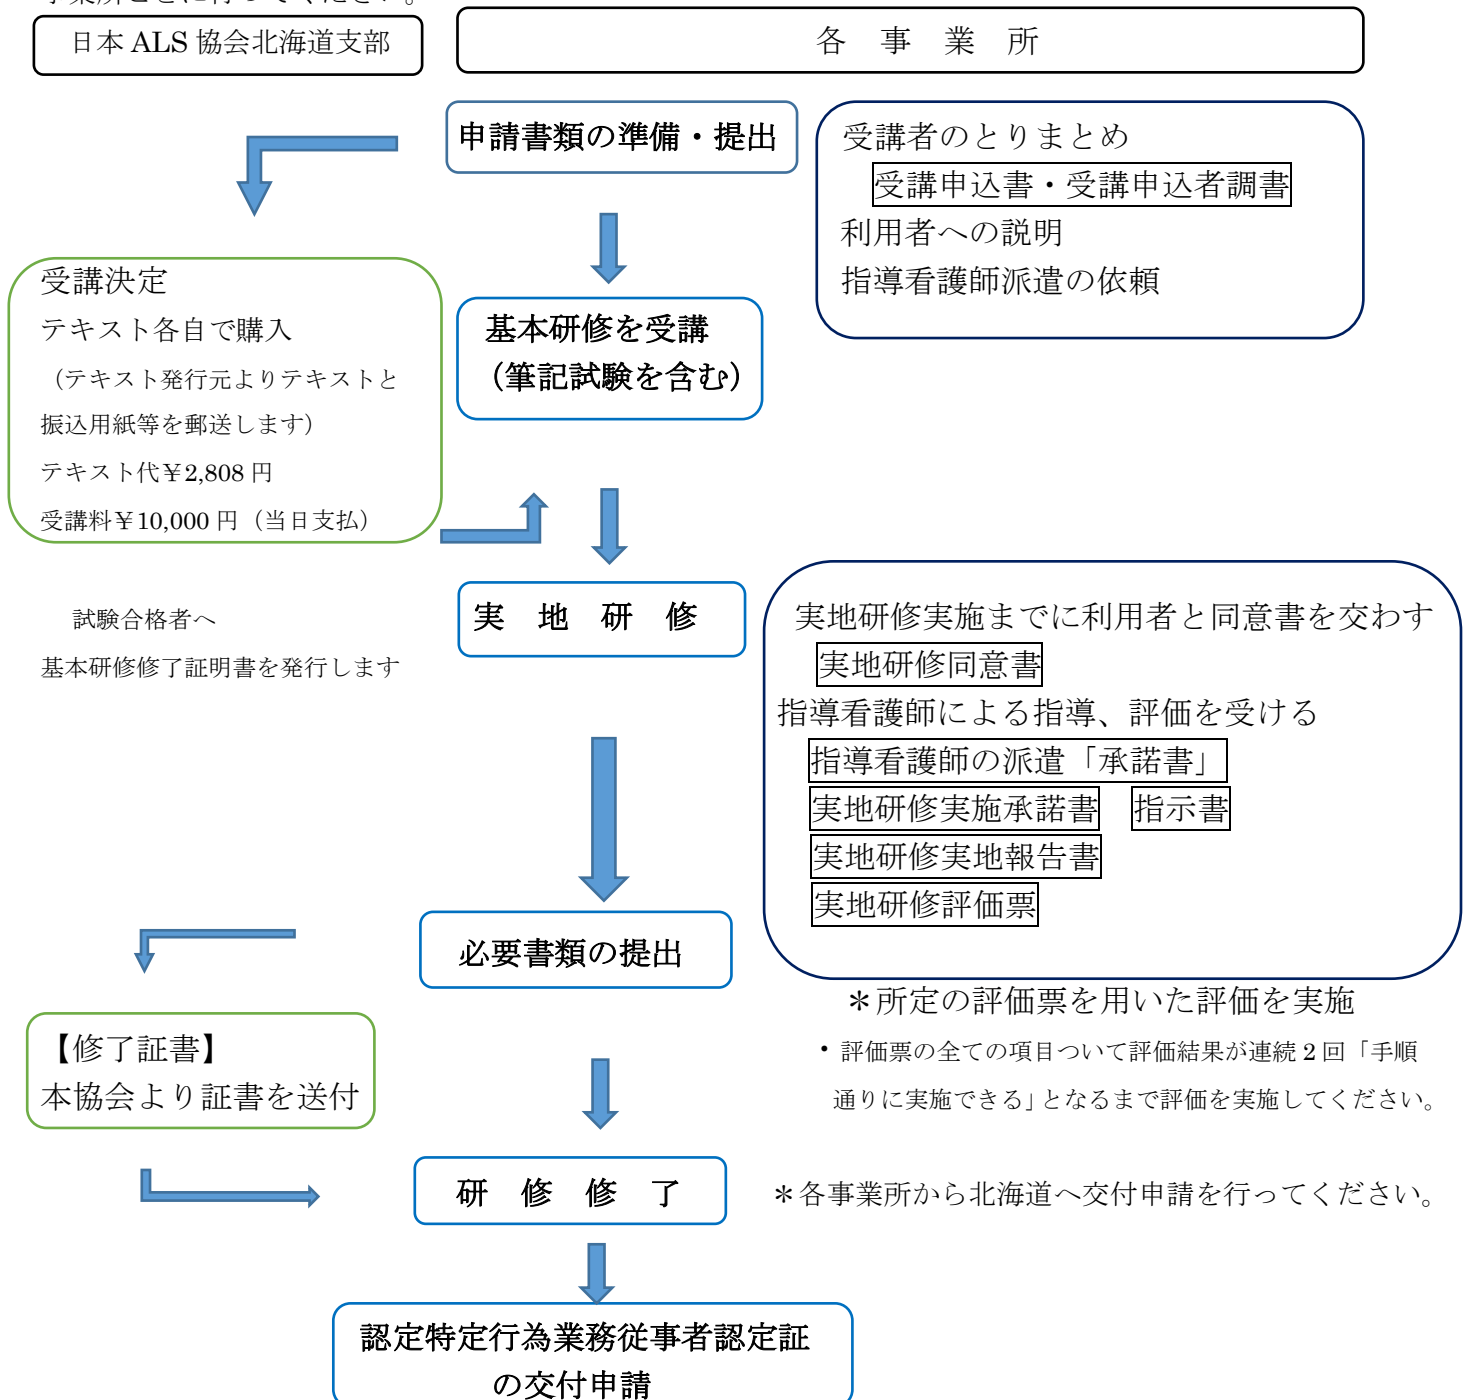 事業所ごとに行ってください。
日本 ALS 協会北海道支部
各　事　業　所
申請書類の準備・提出
受講者のとりまとめ
受講申込書・受講申込者調書
利用者への説明
指導看護師派遣の依頼
受講決定
テキスト各自で購入
（テキスト発行元よりテキストと
振込用紙等を郵送します）
テキスト代￥2,808 円
受講料￥10,000 円（当日支払）
基本研修を受講
（筆記試験を含む）
試験合格者へ
基本研修修了証明書を発行します
実　地　研　修
実地研修実施までに利用者と同意書を交わす
実地研修同意書
指導看護師による指導、評価を受ける
指導看護師の派遣「承諾書」
実地研修実施承諾書　指示書
実地研修実地報告書
実地研修評価票
必要書類の提出
＊所定の評価票を用いた評価を実施
・評価票の全ての項目ついて評価結果が連続 2 回「手順
通りに実施できる」となるまで評価を実施してください。
【修了証書】
本協会より証書を送付
研　修　修　了
＊各事業所から北海道へ交付申請を行ってください。
認定特定行為業務従事者認定証
の交付申請